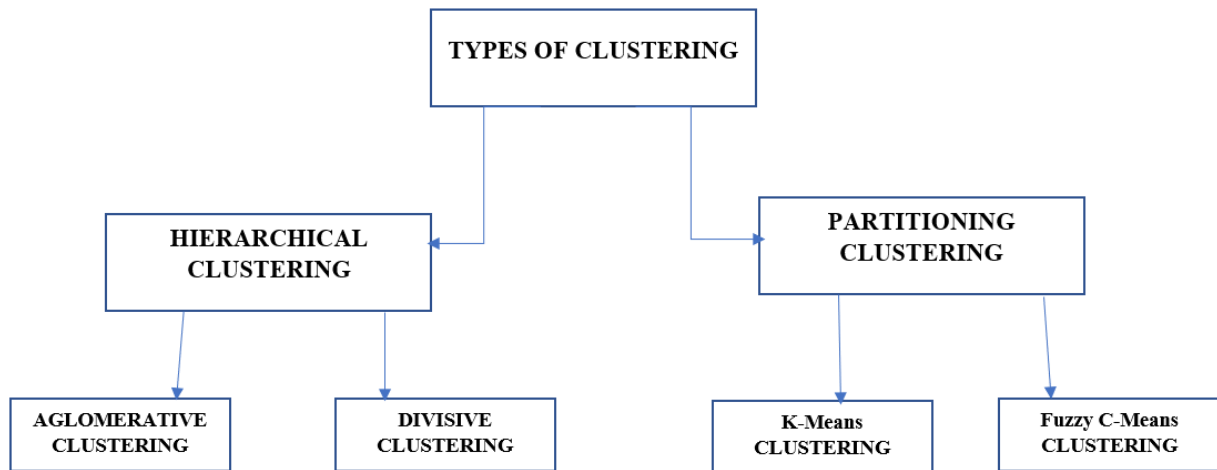 TYPES OF CLUSTERING
HIERARCHICAL
CLUSTERING
PARTITIONING
CLUSTERING
AGLOMERATIVE
CLUSTERING
DIVISIVE
CLUSTERING
K-Means
CLUSTERING
Fuzzy C-Means
CLUSTERING